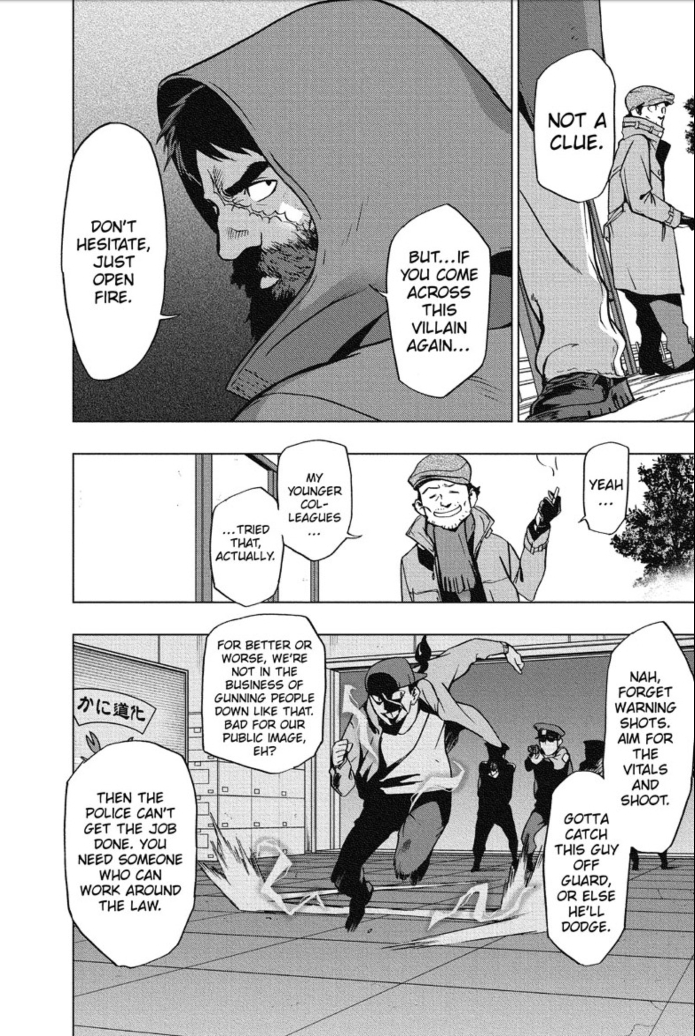 NOT A
CLUE.
BUT...IF
YOU COME
ACROSS
THIS
VILLAIN
AGAIN...
DON'T
HESITATE,
JUST
OPEN
FIRE.
YEAH
...
MY
YOUNGER
COL-
LEAGUES
...
...TRIED
THAT,
ACTUALLY.
NAH,
FORGET
WARNING
SHOTS.
AIM FOR
THE
VITALS
AND
SHOOT.
GOTTA
CATCH
THIS GUY
OFF
GUARD,
OR ELSE
HE'LL
DODGE.
FOR BETTER OR
WORSE, WE'RE
NOT IN THE
BUSINESS OF
GUNNING PEOPLE
DOWN LIKE THAT.
BAD FOR OUR
PUBLIC IMAGE,
EH?
THEN THE
POLICE CAN'T
GET THE JOB
DONE. YOU
NEED SOMEONE
WHO CAN
WORK AROUND
THE LAW.
かに道化